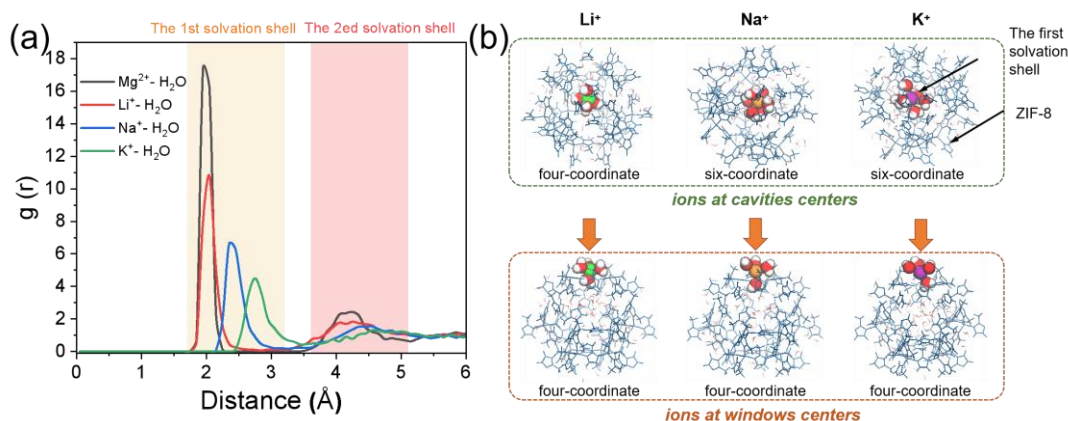 (a)
The 1st solvation shell
The 2ed solvation shell
g (r)
18
16
14
12
10
8
6
4
2
0
Mg²⁺- H₂O
Li⁺- H₂O
Na⁺- H₂O
K⁺- H₂O
0 1 2 3 4 5 6
Distance (Å)
(b)
Li⁺ Na⁺ K⁺
The first
solvation
shell
ZIF-8
four-coordinate six-coordinate six-coordinate
ions at cavities centers
four-coordinate four-coordinate four-coordinate
ions at windows centers